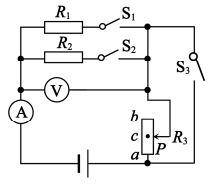 R₁ S₁
R₂ S₂
V S₃
A
b
c R₃
a P